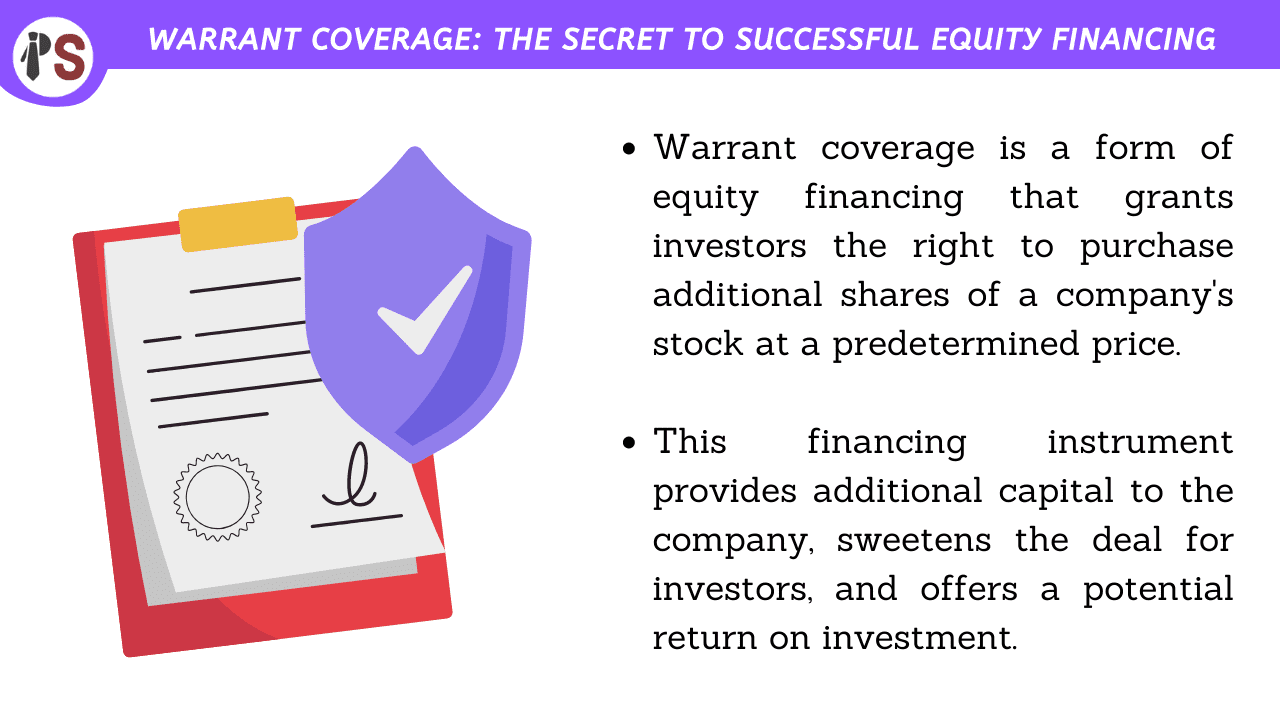 PS
WARRANT COVERAGE: THE SECRET TO SUCCESSFUL EQUITY FINANCING
• Warrant coverage is a form of
equity financing that grants
investors the right to purchase
additional shares of a company's
stock at a predetermined price.
• This financing instrument
provides additional capital to the
company, sweetens the deal for
investors, and offers a potential
return on investment.